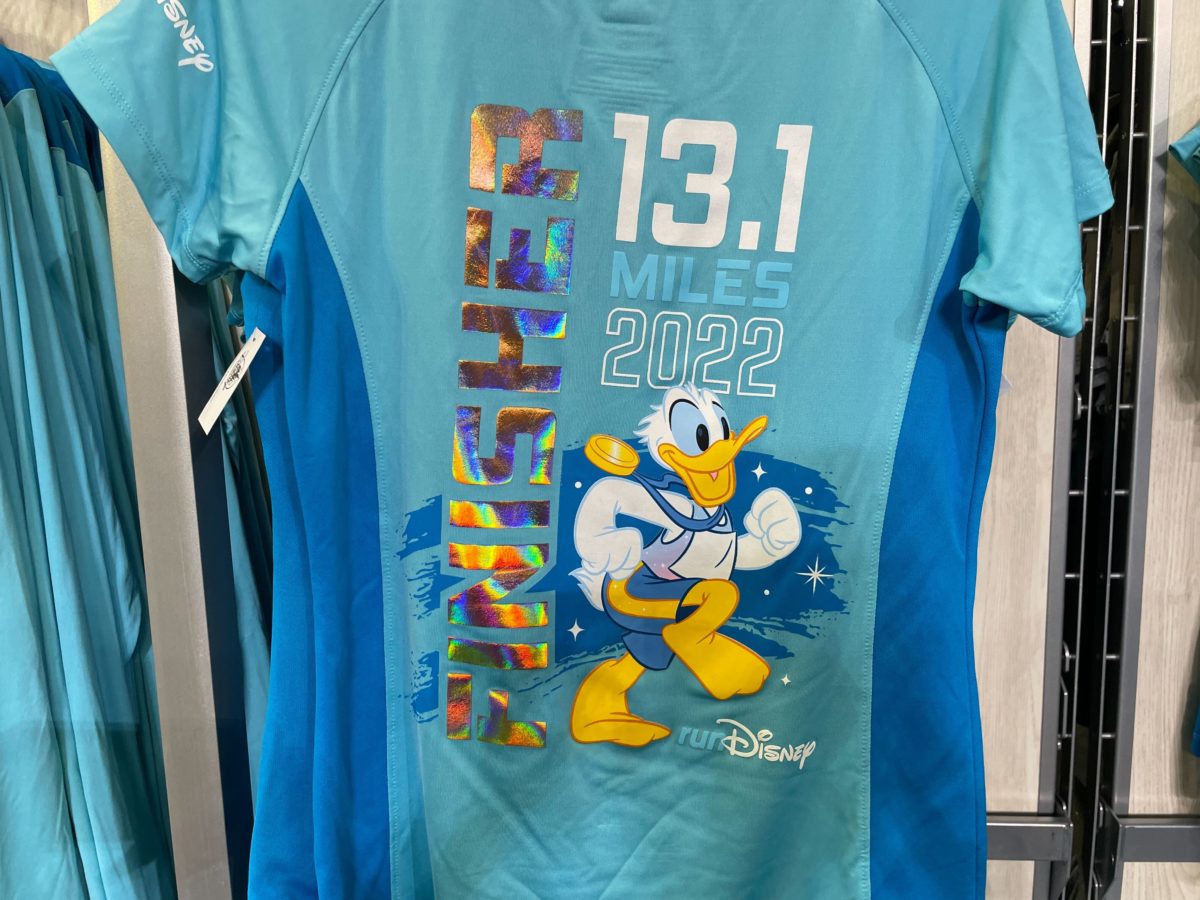 Disney
FINISHER
13.1
MILES
2022
runDisney